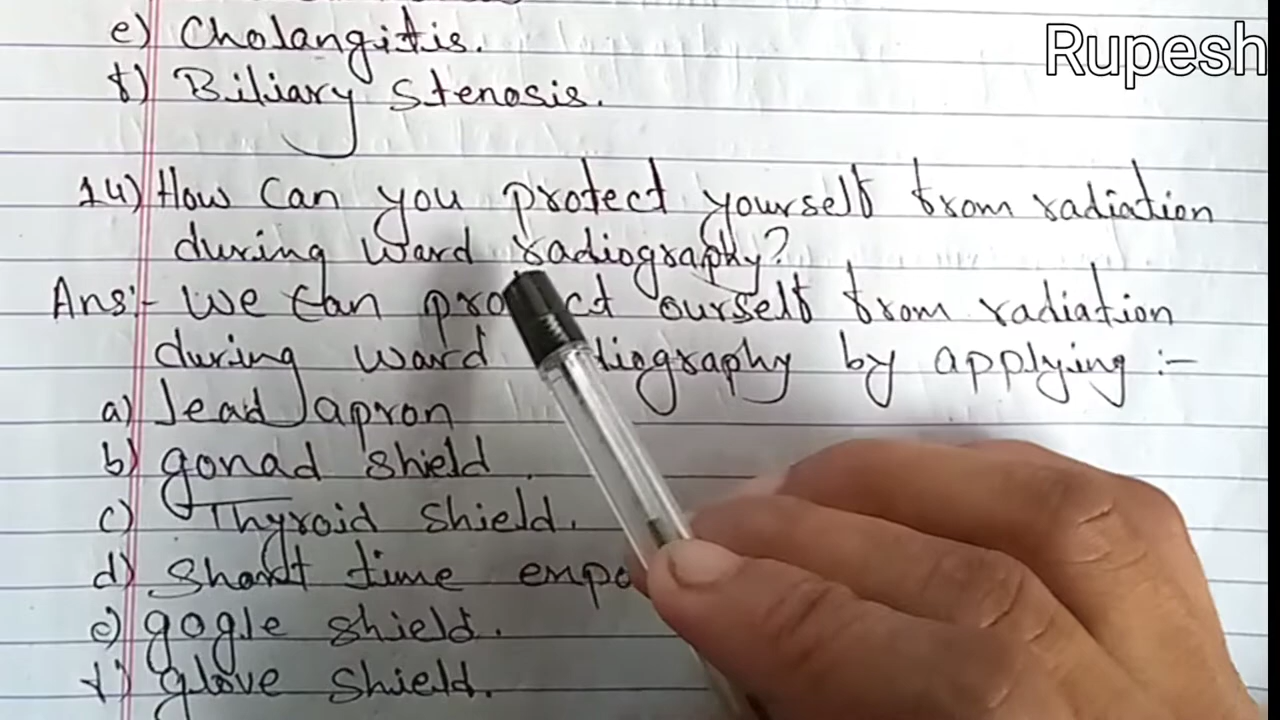 e) Cholangitis.
Rupesh
f) Biliary Stenosis.
14) How Can you protect yourself from radiation
during ward radiography?
Ans:- We Can ourself from radiation
during ward by applying :-
a) lead apron
b) gonad shield
c) Thyroid shield.
d) Short time
e) gogle shield.
f) glove shield.